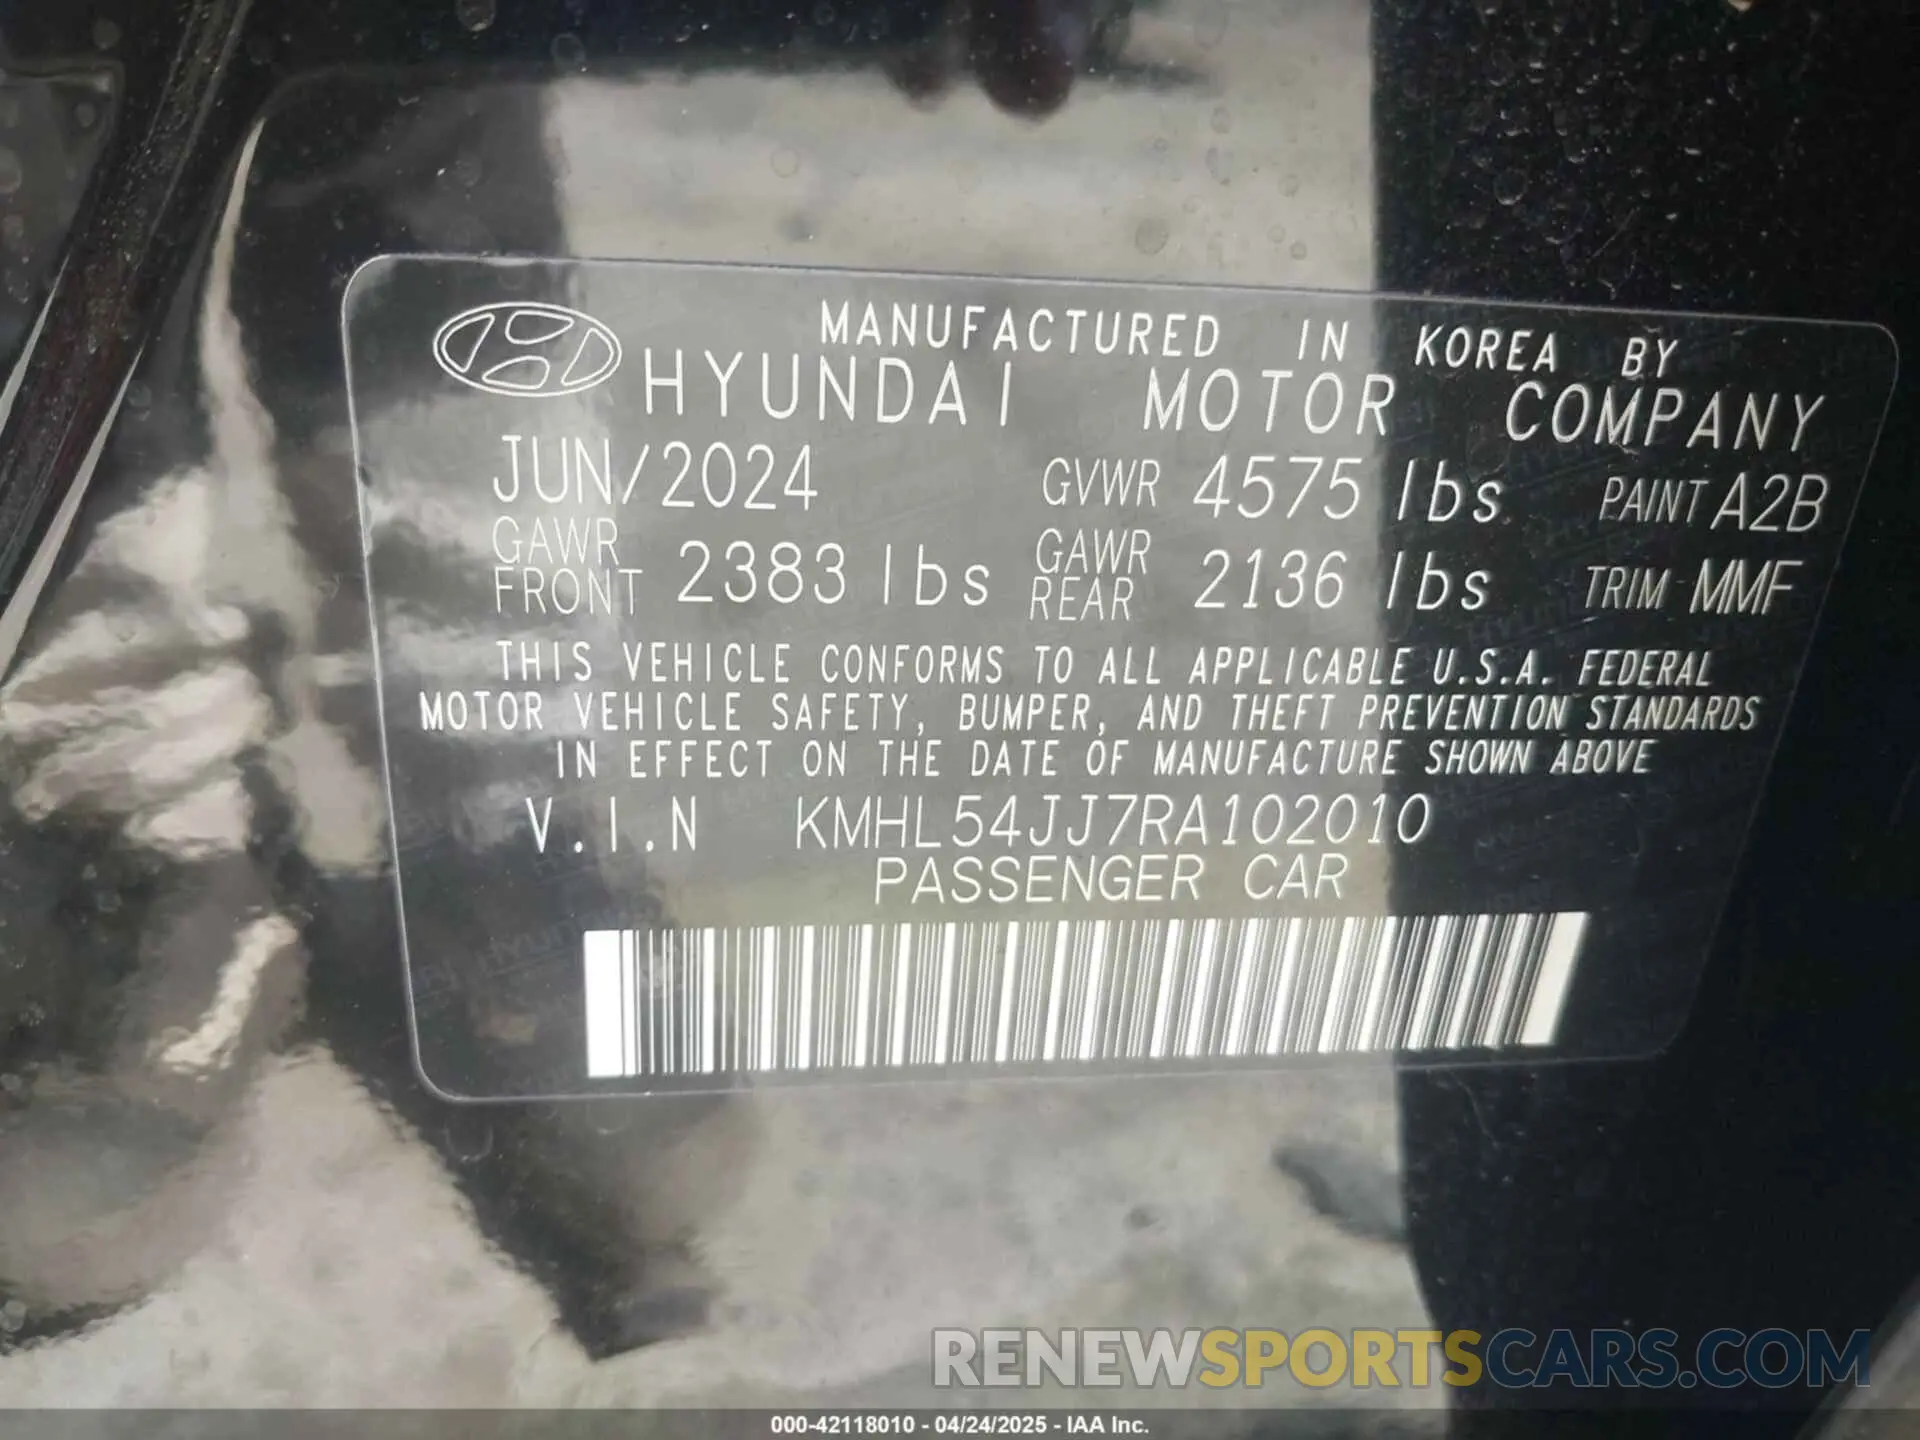 MANUFACTURED IN KOREA BY
HYUNDAI MOTOR COMPANY
JUN/2024 GVWR 4575 lbs PAINT A2B
GAWR FRONT 2383 lbs GAWR REAR 2136 lbs TRIM MMF
THIS VEHICLE CONFORMS TO ALL APPLICABLE U.S.A. FEDERAL
MOTOR VEHICLE SAFETY, BUMPER, AND THEFT PREVENTION STANDARDS
IN EFFECT ON THE DATE OF MANUFACTURE SHOWN ABOVE
V.I.N KMHL54JJ7RA102010
PASSENGER CAR
RENEWSPORTSCARS.COM
000-42118010 - 04/24/2025 - IAA Inc.